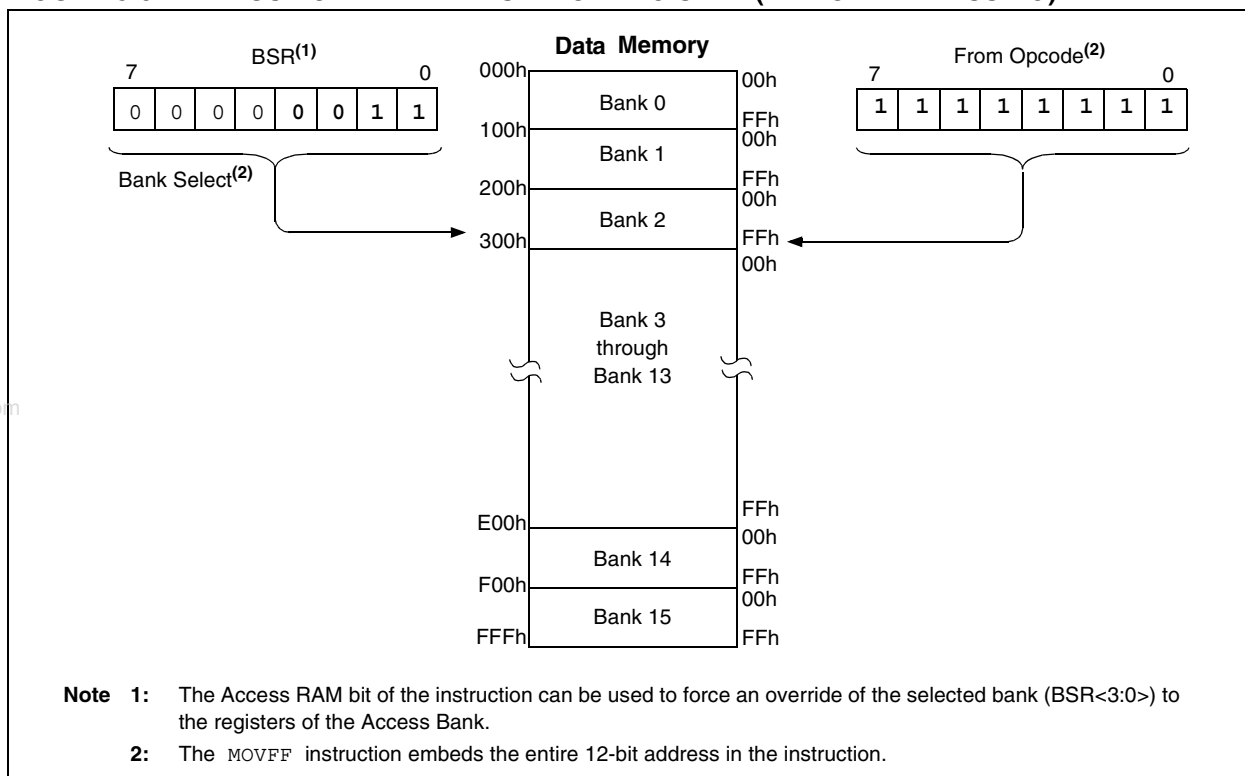 Data Memory
BSR(1)
7 0
0 0 0 0 0 0 1 1
Bank Select(2)
From Opcode(2)
7 0
1 1 1 1 1 1 1 1
000h
100h
200h
300h
E00h
F00h
FFFh
Bank 0
Bank 1
Bank 2
Bank 3
through
Bank 13
Bank 14
Bank 15
00h
FFh
00h
FFh
00h
FFh
00h
FFh
00h
FFh
00h
FFh
Note 1: The Access RAM bit of the instruction can be used to force an override of the selected bank (BSR<3:0>) to
the registers of the Access Bank.
2: The MOVFF instruction embeds the entire 12-bit address in the instruction.